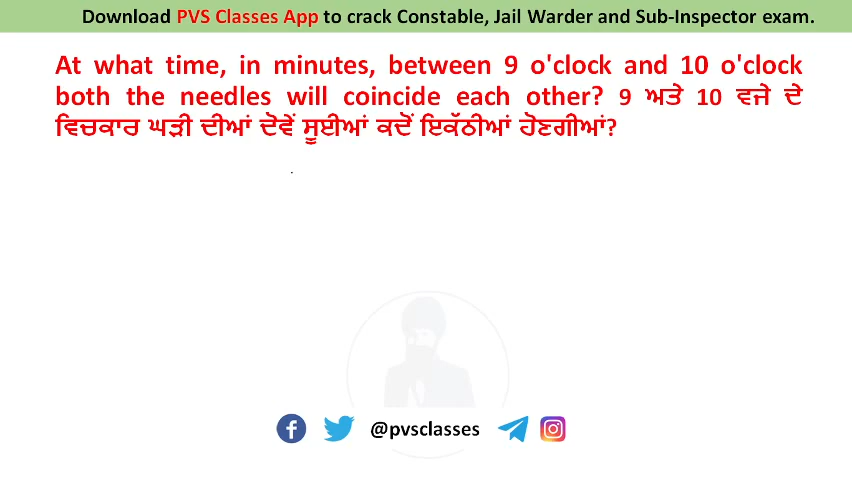 Download PVS Classes App to crack Constable, Jail Warder and Sub-Inspector exam.
At what time, in minutes, between 9 o'clock and 10 o'clock
both the needles will coincide each other? 9 ਅਤੇ 10 ਵਜੇ ਦੇ
ਵਿਚਕਾਰ ਘੜੀ ਦੀਆਂ ਦੋਵੇਂ ਸੂਈਆਂ ਕਦੋਂ ਇਕੱਠੀਆਂ ਹੋਣਗੀਆਂ?
@pvsclasses